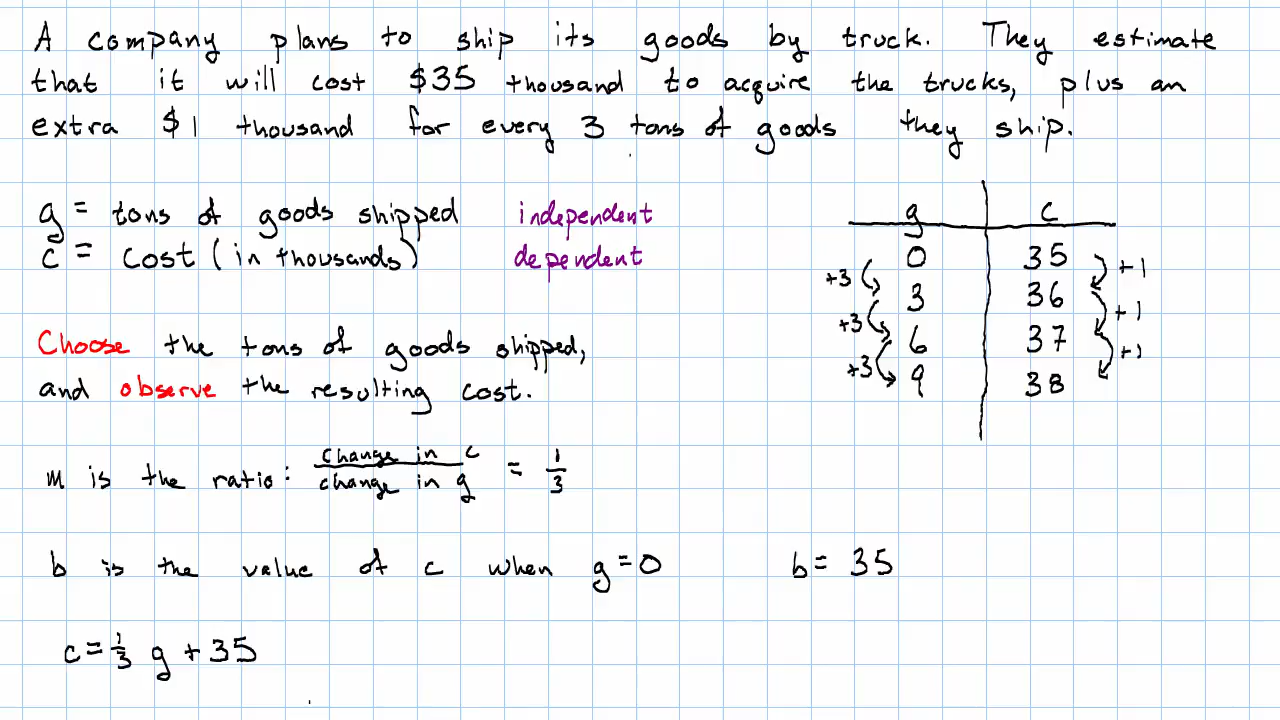 A company plans to ship its goods by truck. They estimate
that it will cost $35 thousand to acquire the trucks, plus an
extra $1 thousand for every 3 tons of goods they ship.
g = tons of goods shipped independent
c = cost (in thousands) dependent
g c
0 35
+3 +1
3 36
+3 +1
6 37
+3 +1
9 38
Choose the tons of goods shipped,
and observe the resulting cost.
m is the ratio: change in c / change in g = 1/3
b is the value of c when g=0 b= 35
c = 1/3 g + 35